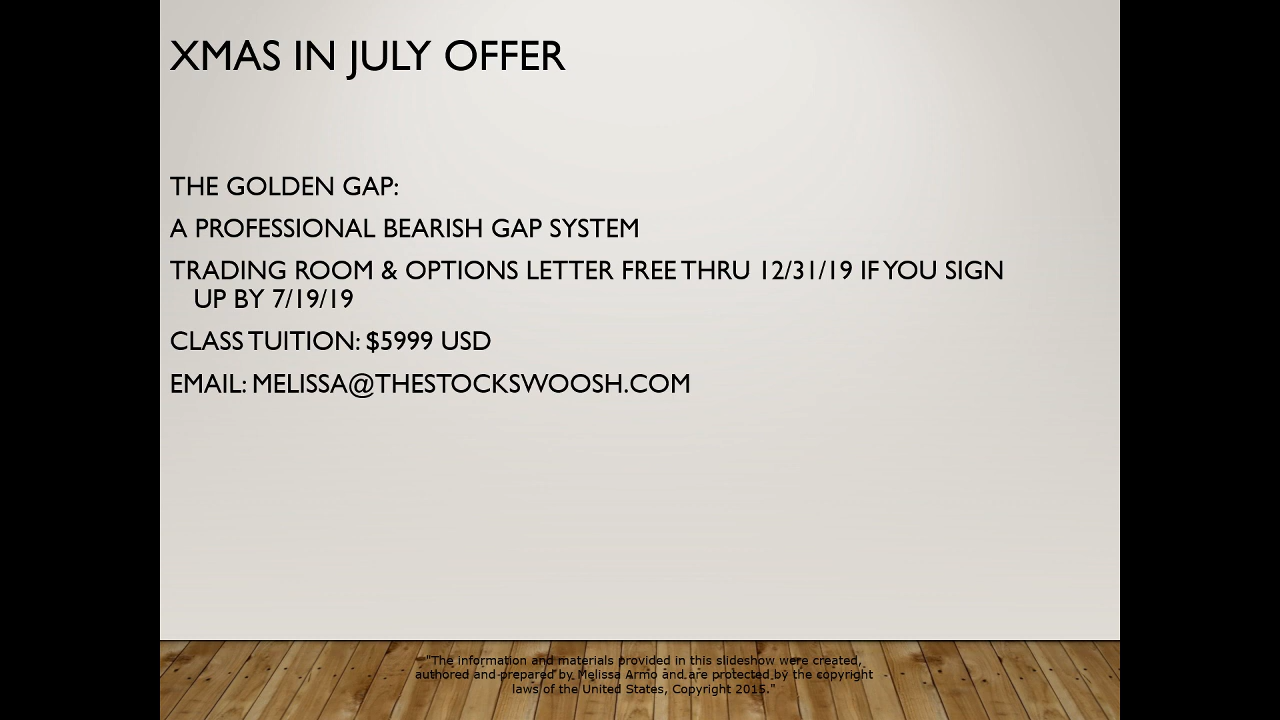 XMAS IN JULY OFFER
THE GOLDEN GAP:
A PROFESSIONAL BEARISH GAP SYSTEM
TRADING ROOM & OPTIONS LETTER FREE THRU 12/31/19 IF YOU SIGN
UP BY 7/19/19
CLASS TUITION: $5999 USD
EMAIL: MELISSA@THESTOCKSWOOSH.COM
"The information and materials provided in this slideshow were created,
authored and prepared by Melissa Armo and are protected by the copyright
laws of the United States, Copyright 2015."